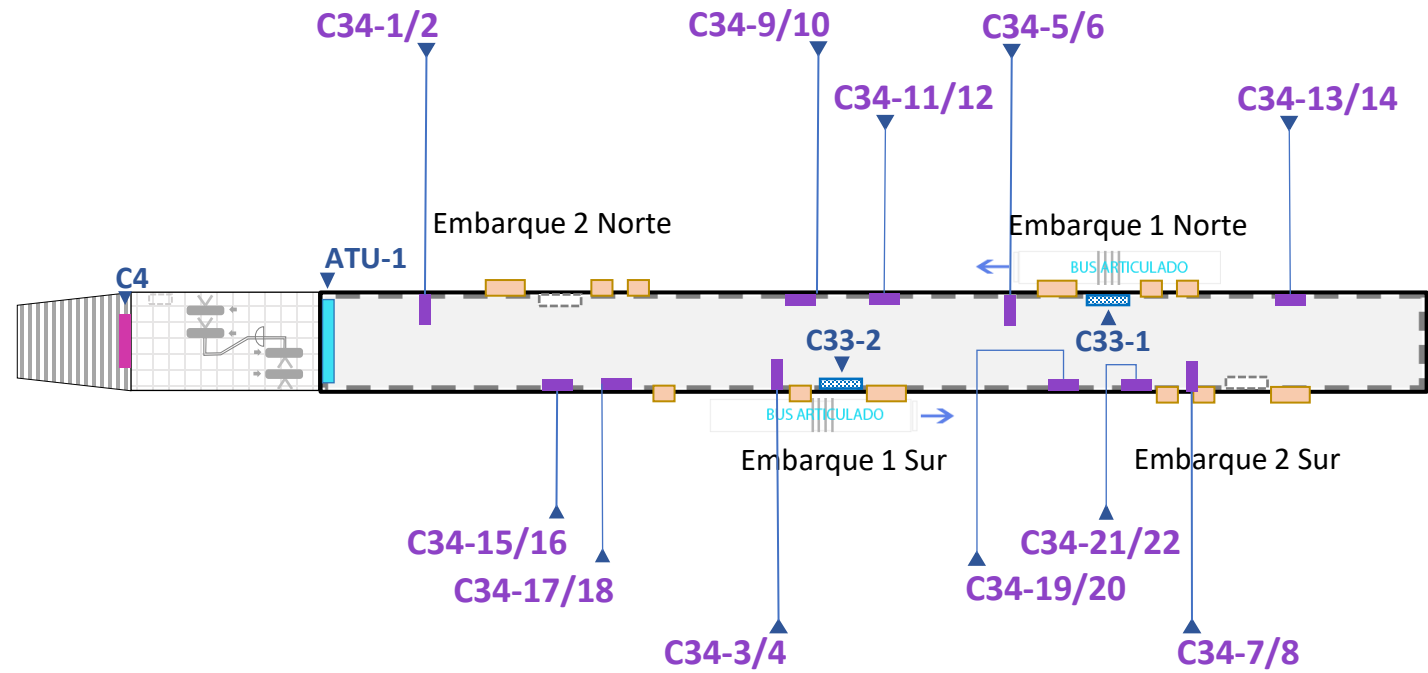 C34-1/2
C34-9/10
C34-5/6
C34-11/12
C34-13/14
Embarque 2 Norte
Embarque 1 Norte
ATU-1
C4
BUS ARTICULADO
C33-1
C33-2
BUS ARTICULADO
Embarque 1 Sur
Embarque 2 Sur
C34-15/16
C34-21/22
C34-17/18
C34-19/20
C34-3/4
C34-7/8